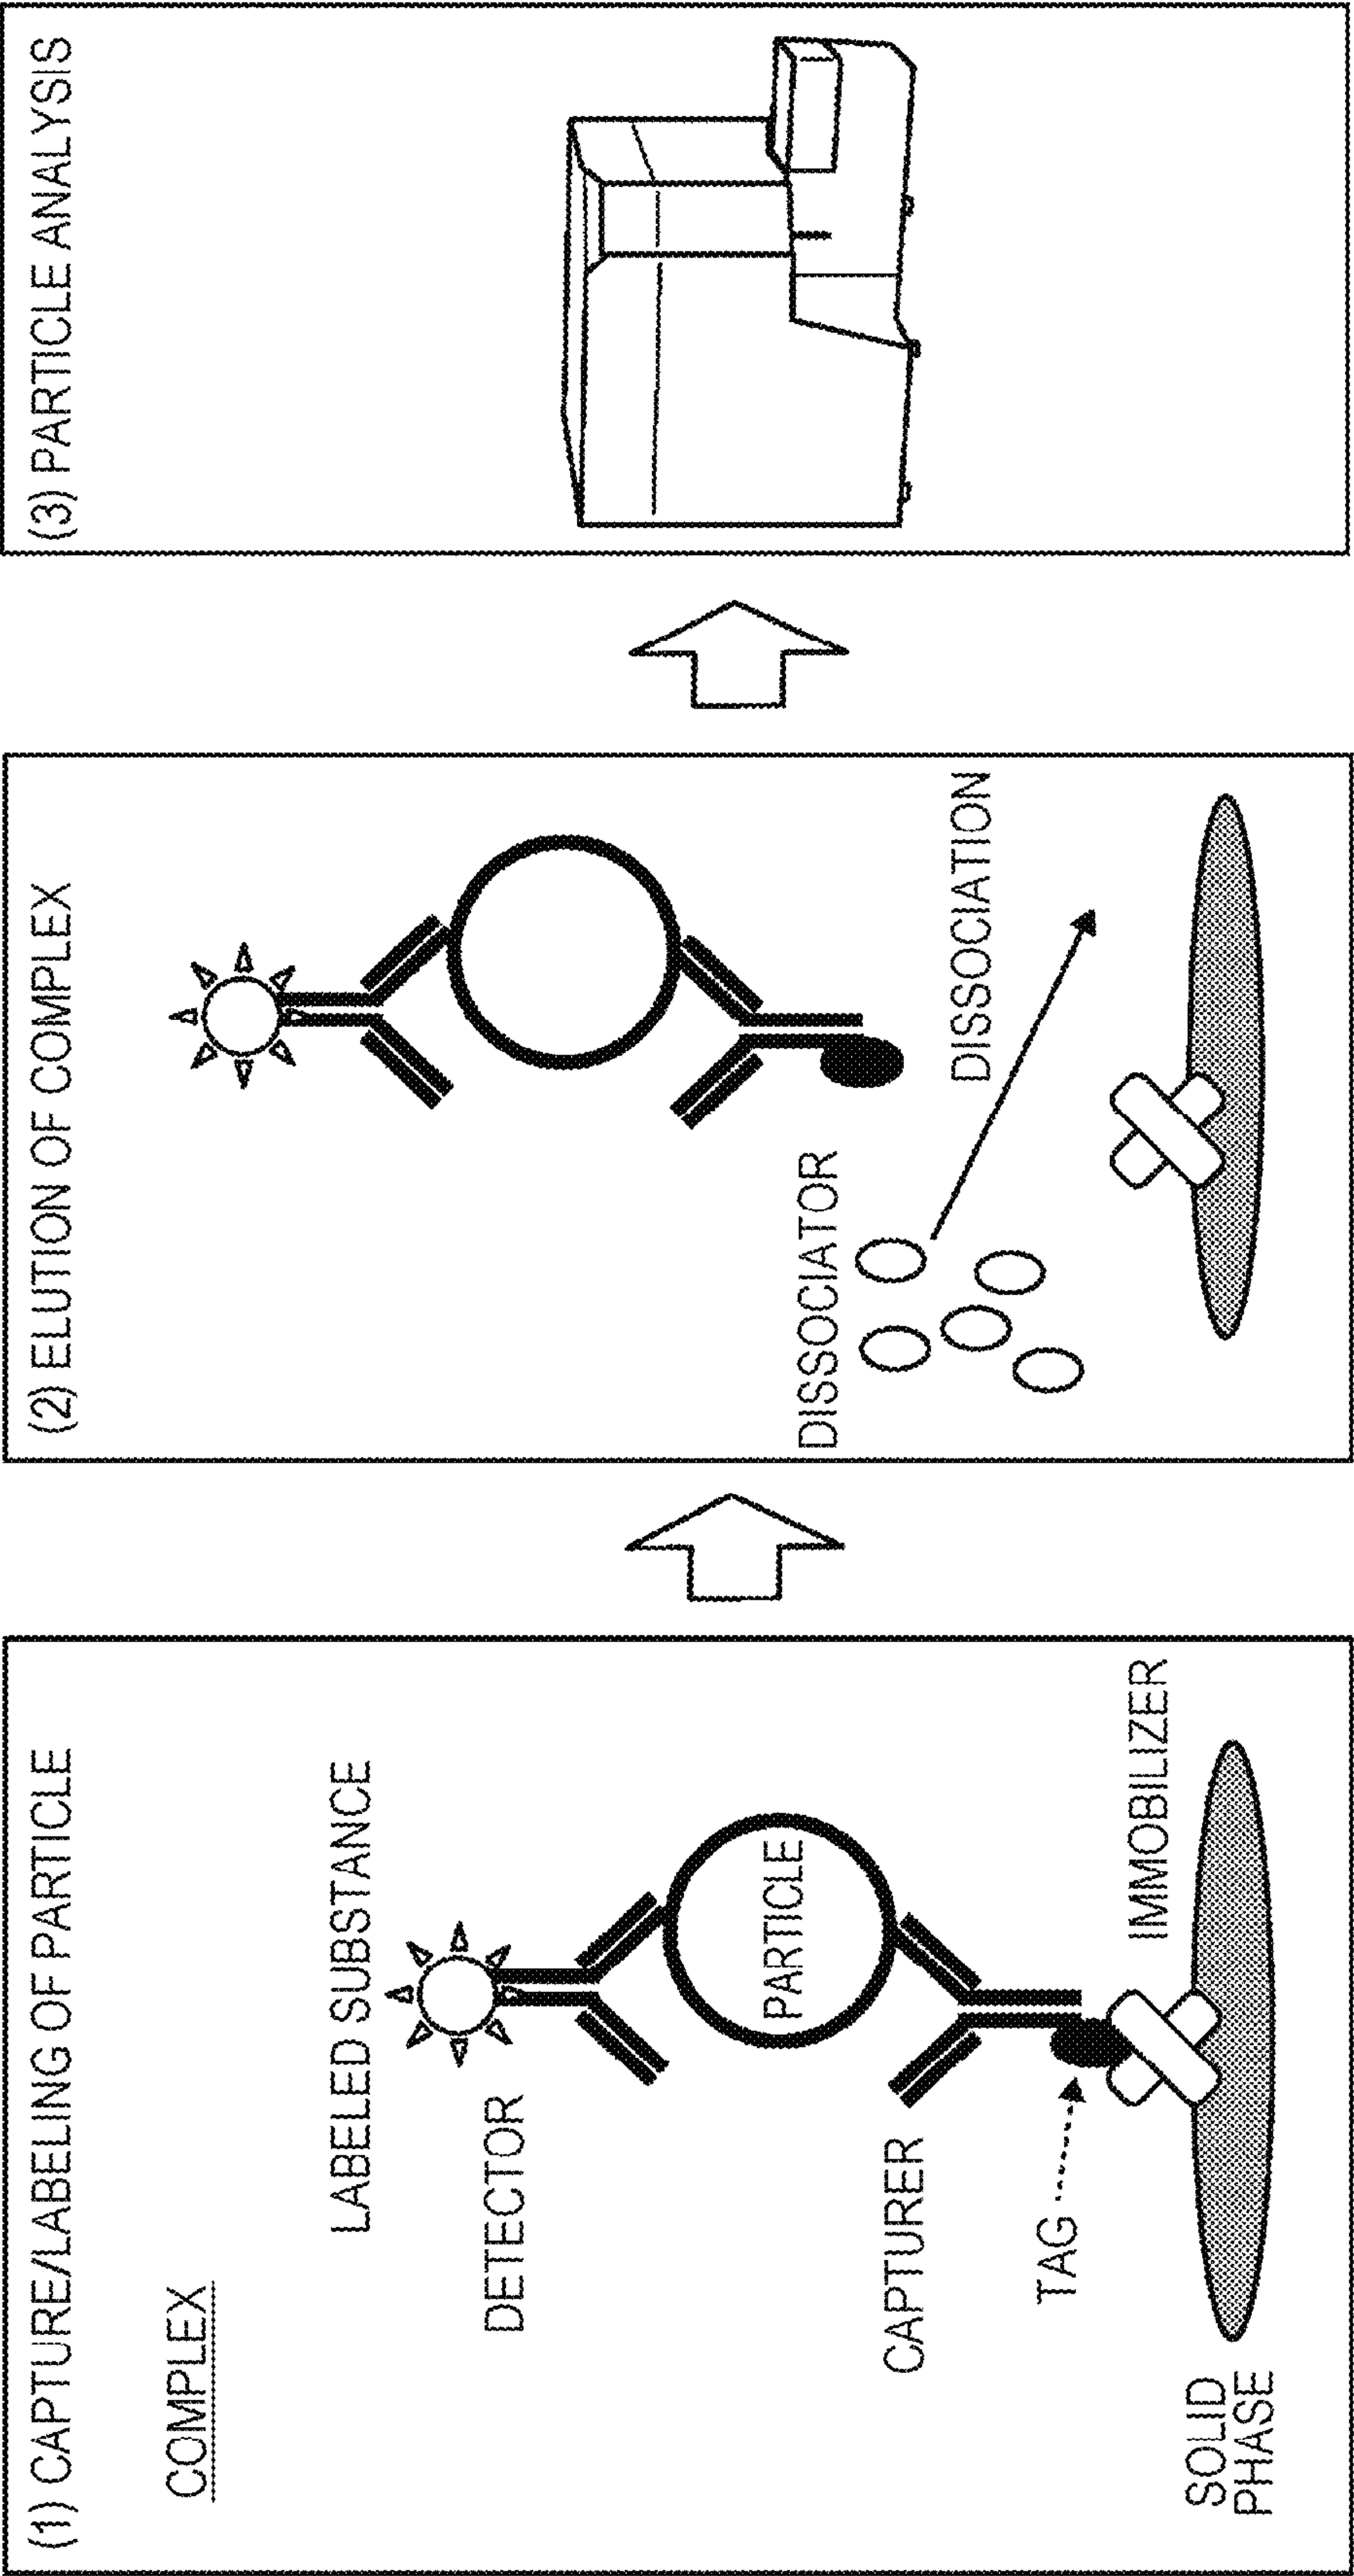 (1) CAPTURE/LABELING OF PARTICLE
COMPLEX
LABELED SUBSTANCE
DETECTOR
PARTICLE
CAPTURER
TAG
IMMOBILIZER
SOLID
PHASE
(2) ELUTION OF COMPLEX
DISSOCIATOR
DISSOCIATION
(3) PARTICLE ANALYSIS